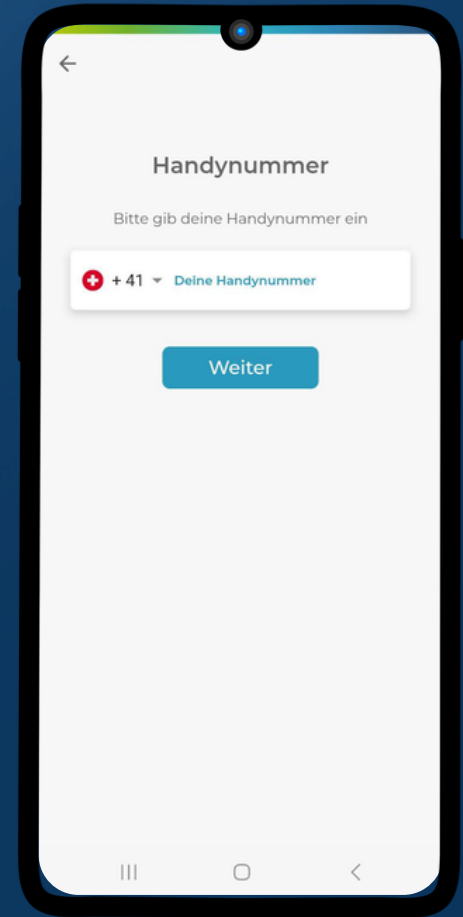 Handynummer
Bitte gib deine Handynummer ein
+ 41 Deine Handynummer
Weiter